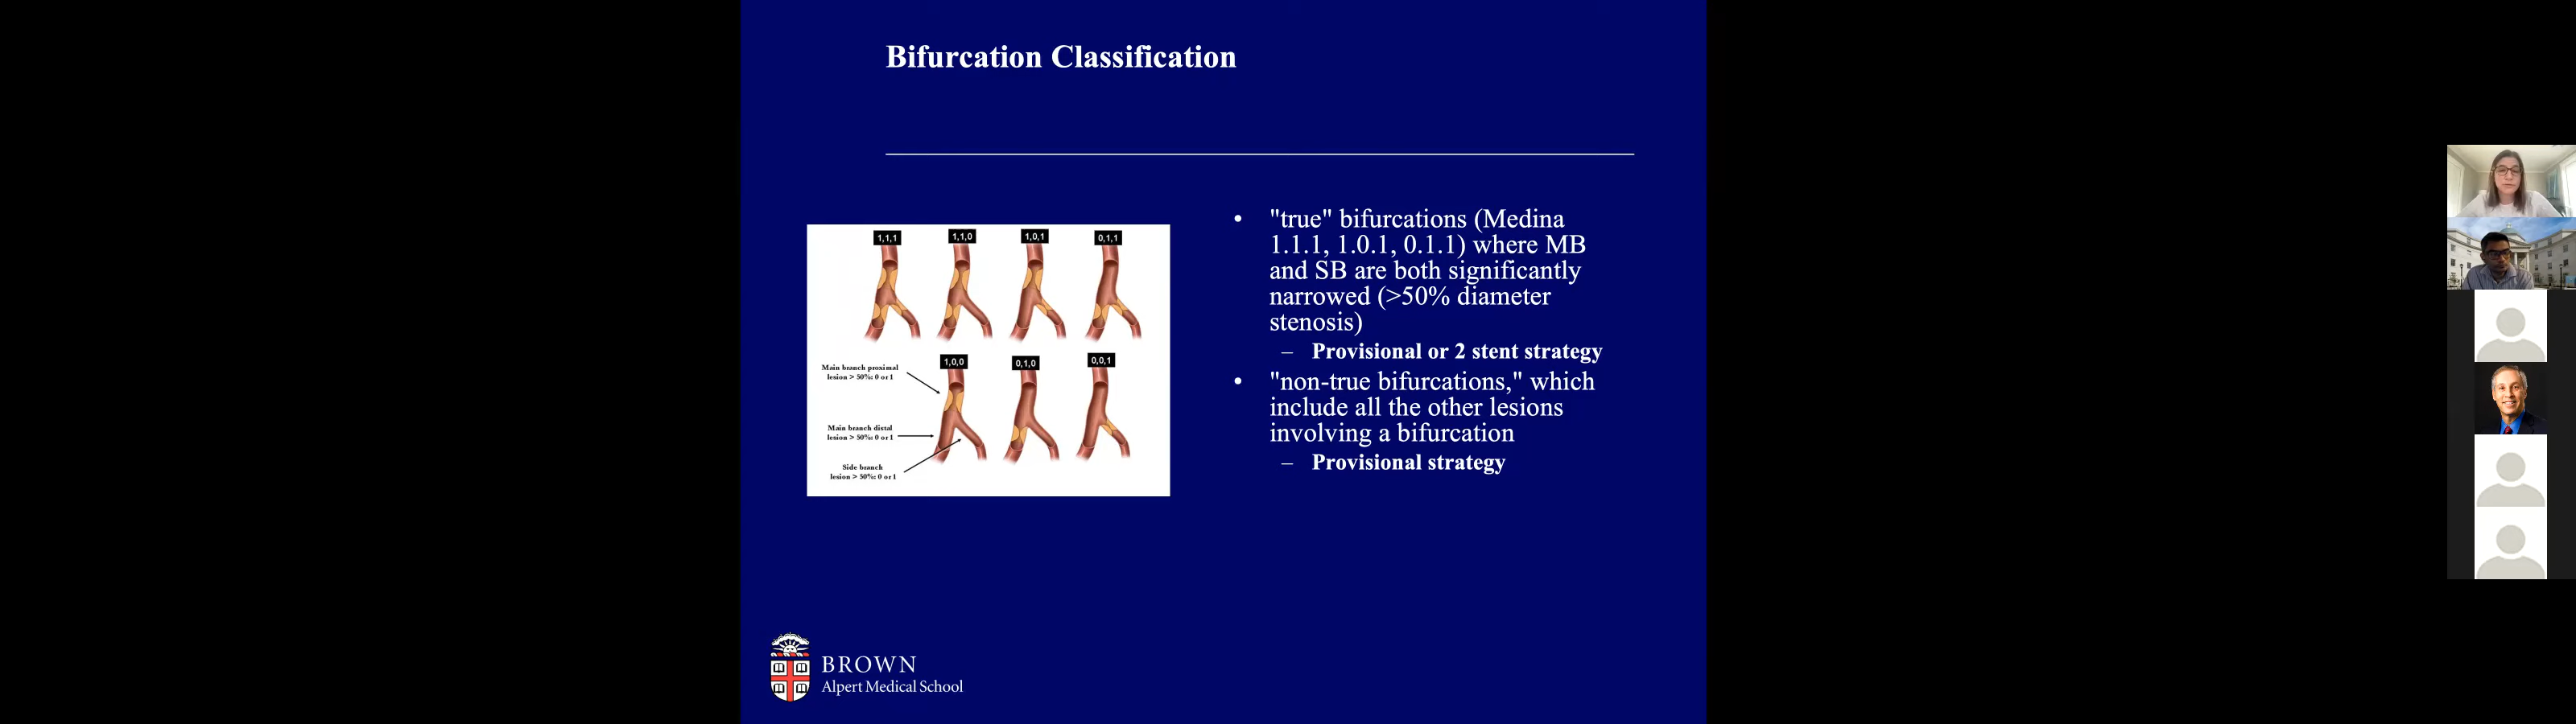 Bifurcation Classification
1,1,1
1,1,0
1,0,1
0,1,1
1,0,0
0,1,0
0,0,1
Main branch proximal
lesion > 50%: 0 or 1
Main branch distal
lesion > 50%: 0 or 1
Side branch
lesion > 50%: 0 or 1
• "true" bifurcations (Medina
1.1.1, 1.0.1, 0.1.1) where MB
and SB are both significantly
narrowed (>50% diameter
stenosis)
– Provisional or 2 stent strategy
• "non-true bifurcations," which
include all the other lesions
involving a bifurcation
– Provisional strategy
BROWN
Alpert Medical School